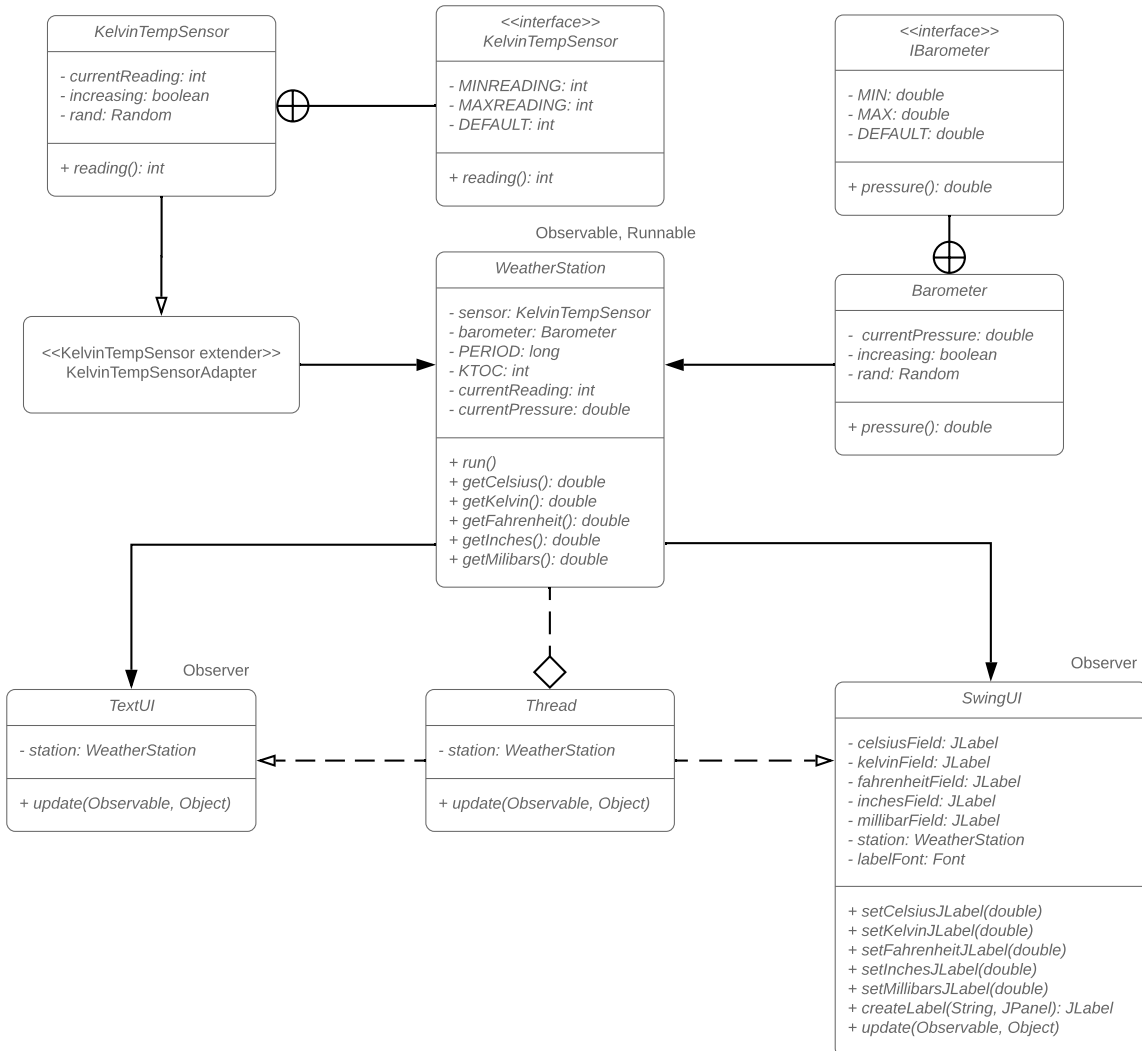 KelvinTempSensor
- currentReading: int
- increasing: boolean
- rand: Random
+ reading(): int
<<interface>>
KelvinTempSensor
- MINREADING: int
- MAXREADING: int
- DEFAULT: int
+ reading(): int
<<interface>>
IBarometer
- MIN: double
- MAX: double
- DEFAULT: double
+ pressure(): double
Observable, Runnable
WeatherStation
- sensor: KelvinTempSensor
- barometer: Barometer
- PERIOD: long
- KTOC: int
- currentReading: int
- currentPressure: double
+ run()
+ getCelsius(): double
+ getKelvin(): double
+ getFahrenheit(): double
+ getInches(): double
+ getMilibars(): double
<<KelvinTempSensor extender>>
KelvinTempSensorAdapter
Barometer
- currentPressure: double
- increasing: boolean
- rand: Random
+ pressure(): double
Observer
TextUI
- station: WeatherStation
+ update(Observable, Object)
Thread
- station: WeatherStation
+ update(Observable, Object)
Observer
SwingUI
- celsiusField: JLabel
- kelvinField: JLabel
- fahrenheitField: JLabel
- inchesField: JLabel
- millibarField: JLabel
- station: WeatherStation
- labelFont: Font
+ setCelsiusJLabel(double)
+ setKelvinJLabel(double)
+ setFahrenheitJLabel(double)
+ setInchesJLabel(double)
+ setMillibarsJLabel(double)
+ createLabel(String, JPanel): JLabel
+ update(Observable, Object)